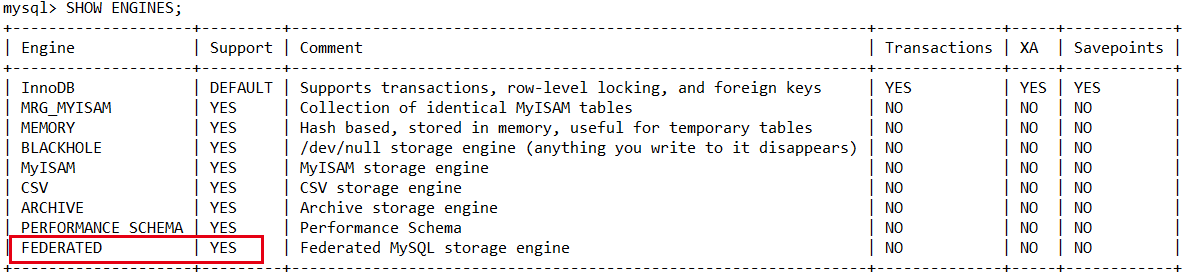 mysql> SHOW ENGINES;
+--------------------+---------+----------------------------------------------------------------+--------------+------+------------+
| Engine             | Support | Comment                                                        | Transactions | XA   | Savepoints |
+--------------------+---------+----------------------------------------------------------------+--------------+------+------------+
| InnoDB             | DEFAULT | Supports transactions, row-level locking, and foreign keys     | YES          | YES  | YES        |
| MRG_MYISAM         | YES     | Collection of identical MyISAM tables                          | NO           | NO   | NO         |
| MEMORY             | YES     | Hash based, stored in memory, useful for temporary tables      | NO           | NO   | NO         |
| BLACKHOLE          | YES     | /dev/null storage engine (anything you write to it disappears) | NO           | NO   | NO         |
| MyISAM             | YES     | MyISAM storage engine                                          | NO           | NO   | NO         |
| CSV                | YES     | CSV storage engine                                             | NO           | NO   | NO         |
| ARCHIVE            | YES     | Archive storage engine                                         | NO           | NO   | NO         |
| PERFORMANCE_SCHEMA | YES     | Performance Schema                                             | NO           | NO   | NO         |
| FEDERATED          | YES     | Federated MySQL storage engine                                 | NO           | NO   | NO         |
+--------------------+---------+----------------------------------------------------------------+--------------+------+------------+